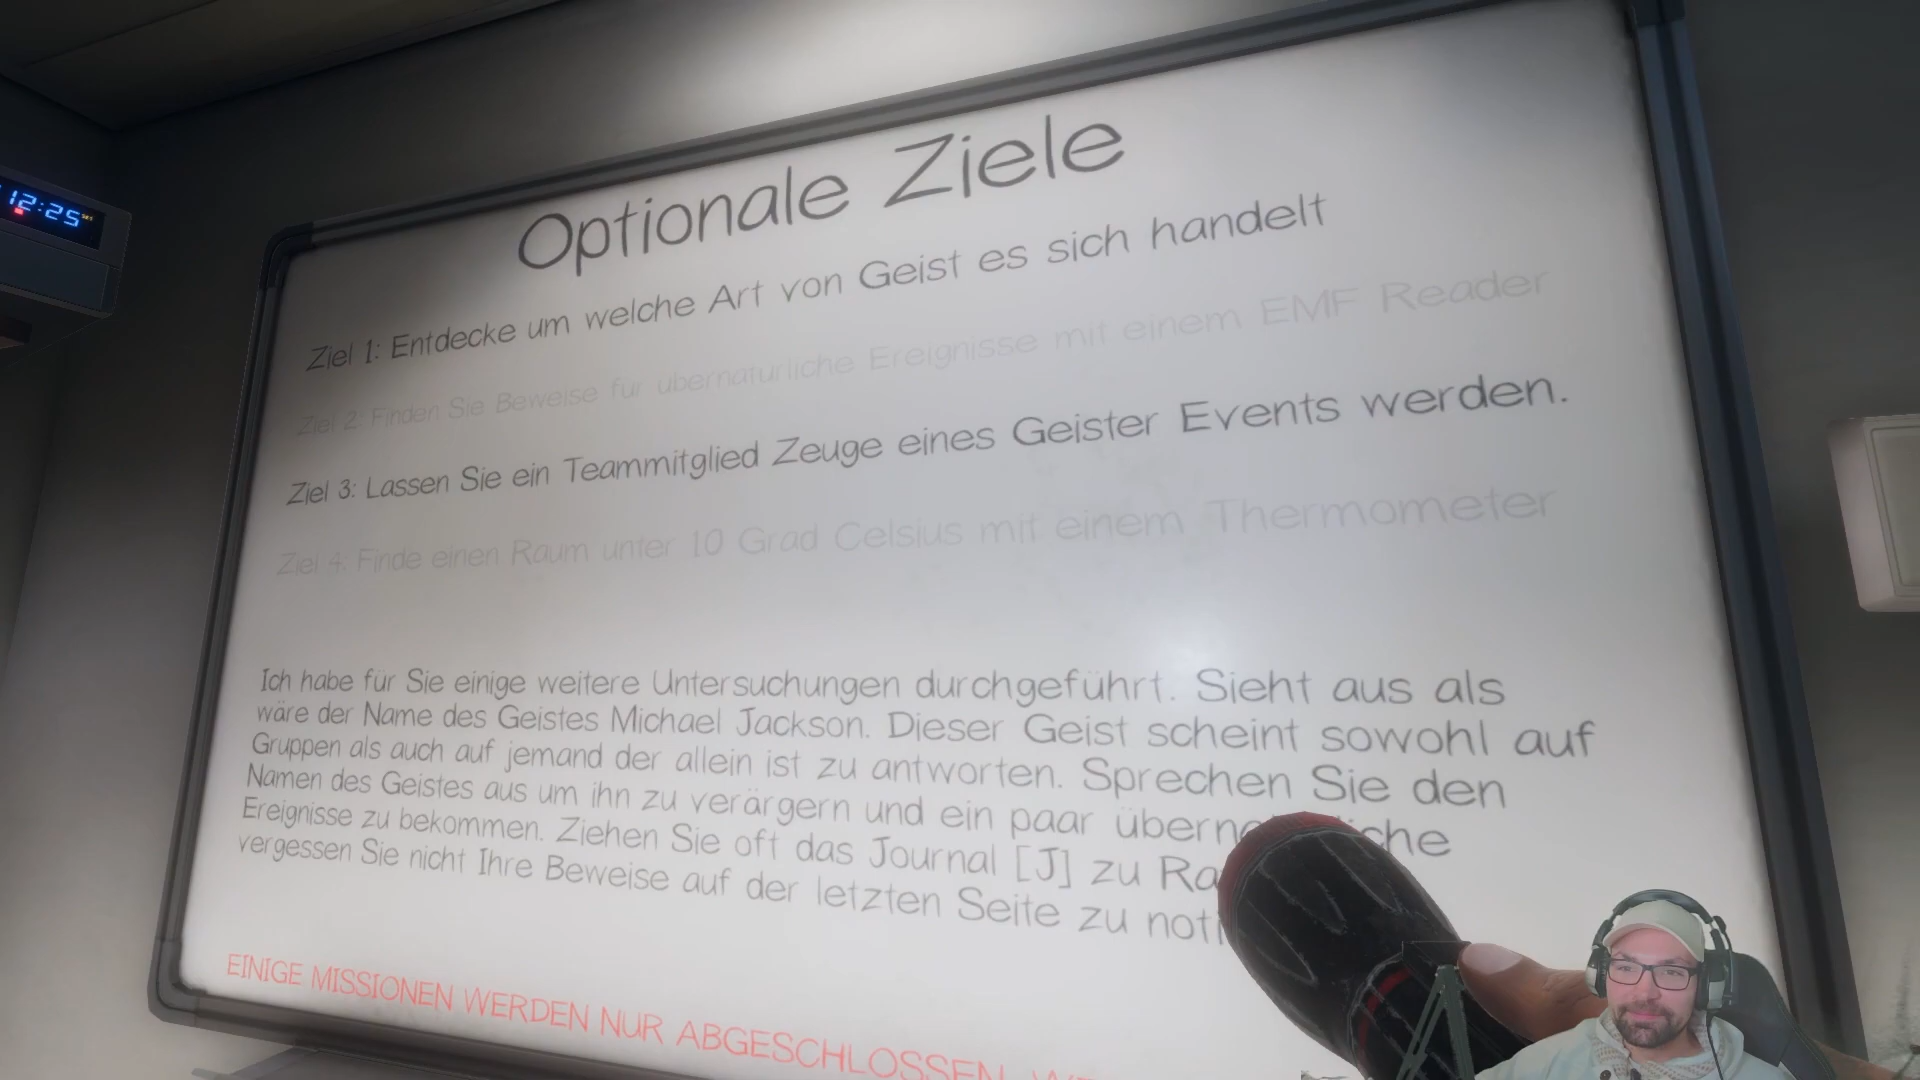 12:25
Optionale Ziele
Ziel 1: Entdecke um welche Art von Geist es sich handelt
Ziel 2: Finden Sie Beweise für übernatürliche Ereignisse mit einem EMF Reader
Ziel 3: Lassen Sie ein Teammitglied Zeuge eines Geister Events werden.
Ziel 4: Finde einen Raum unter 10 Grad Celsius mit einem Thermometer
Ich habe für Sie einige weitere Untersuchungen durchgeführt. Sieht aus als
wäre der Name des Geistes Michael Jackson. Dieser Geist scheint sowohl auf
Gruppen als auch auf jemand der allein ist zu antworten. Sprechen Sie den
Namen des Geistes aus um ihn zu verärgern und ein paar
Ereignisse zu bekommen. Ziehen Sie oft das Journal [J] zu
vergessen Sie nicht Ihre Beweise auf der letzten Seite zu
EINIGE MISSIONEN WERDEN NUR ABGESCHLOSSEN